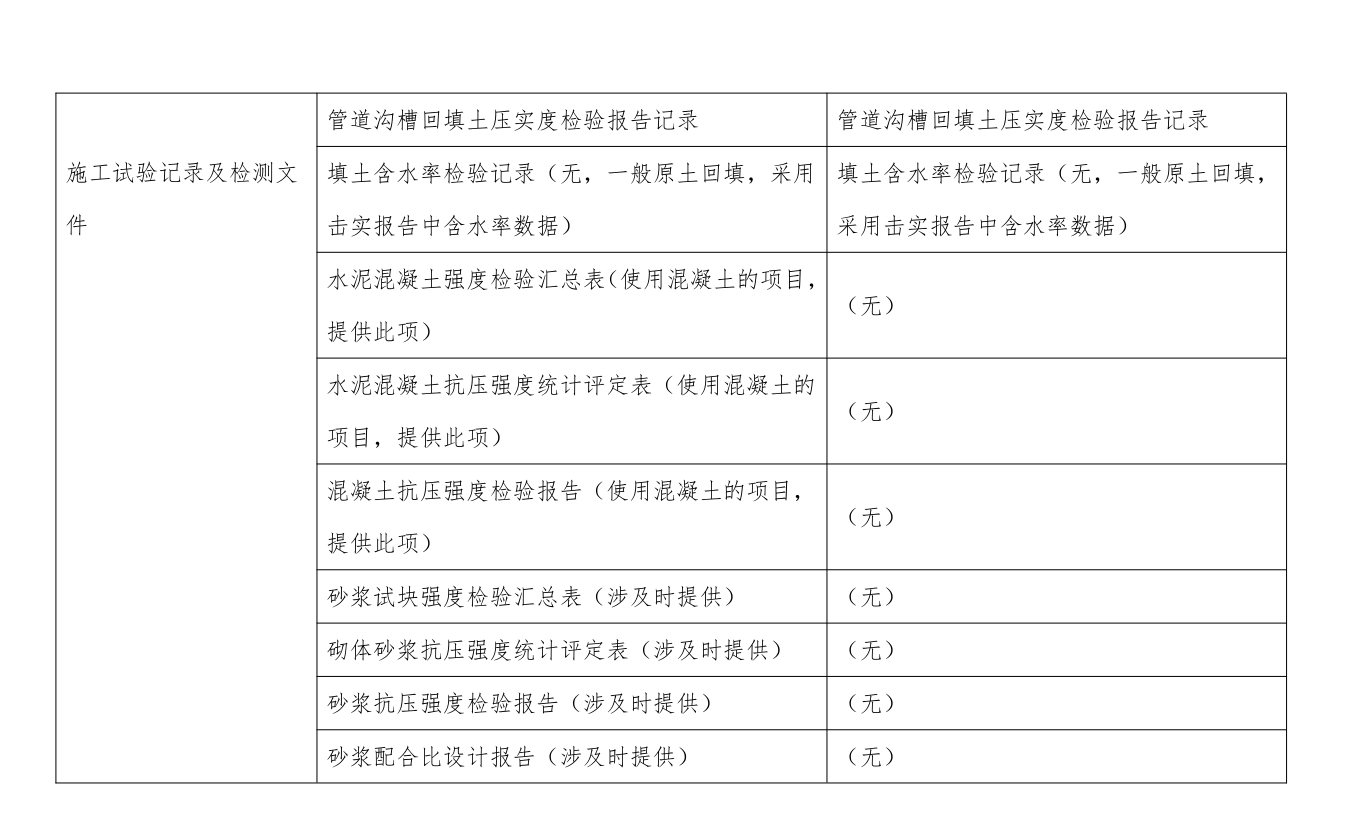 施工试验记录及检测文
件
管道沟槽回填土压实度检验报告记录
管道沟槽回填土压实度检验报告记录
填土含水率检验记录（无，一般原土回填，采用
击实报告中含水率数据）
填土含水率检验记录（无，一般原土回填，
采用击实报告中含水率数据）
水泥混凝土强度检验汇总表（使用混凝土的项目，
提供此项）
（无）
水泥混凝土抗压强度统计评定表（使用混凝土的
项目，提供此项）
（无）
混凝土抗压强度检验报告（使用混凝土的项目，
提供此项）
（无）
砂浆试块强度检验汇总表（涉及时提供）
（无）
砌体砂浆抗压强度统计评定表（涉及时提供）
（无）
砂浆抗压强度检验报告（涉及时提供）
（无）
砂浆配合比设计报告（涉及时提供）
（无）